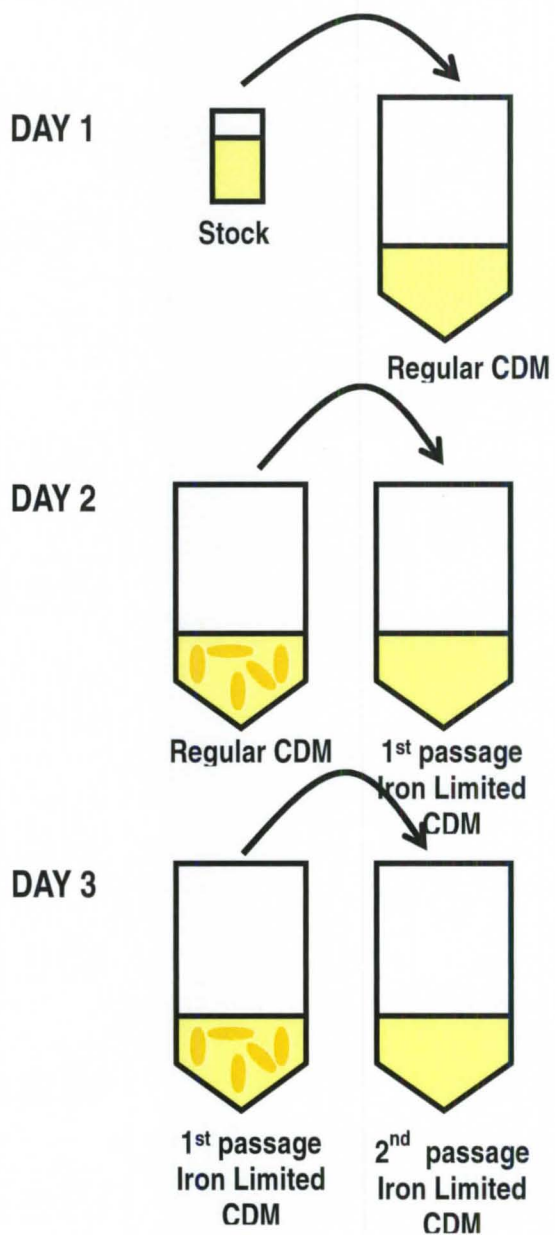 DAY 1
Stock
Regular CDM
DAY 2
Regular CDM
1st passage
Iron Limited
CDM
DAY 3
1st passage
Iron Limited
CDM
2nd passage
Iron Limited
CDM